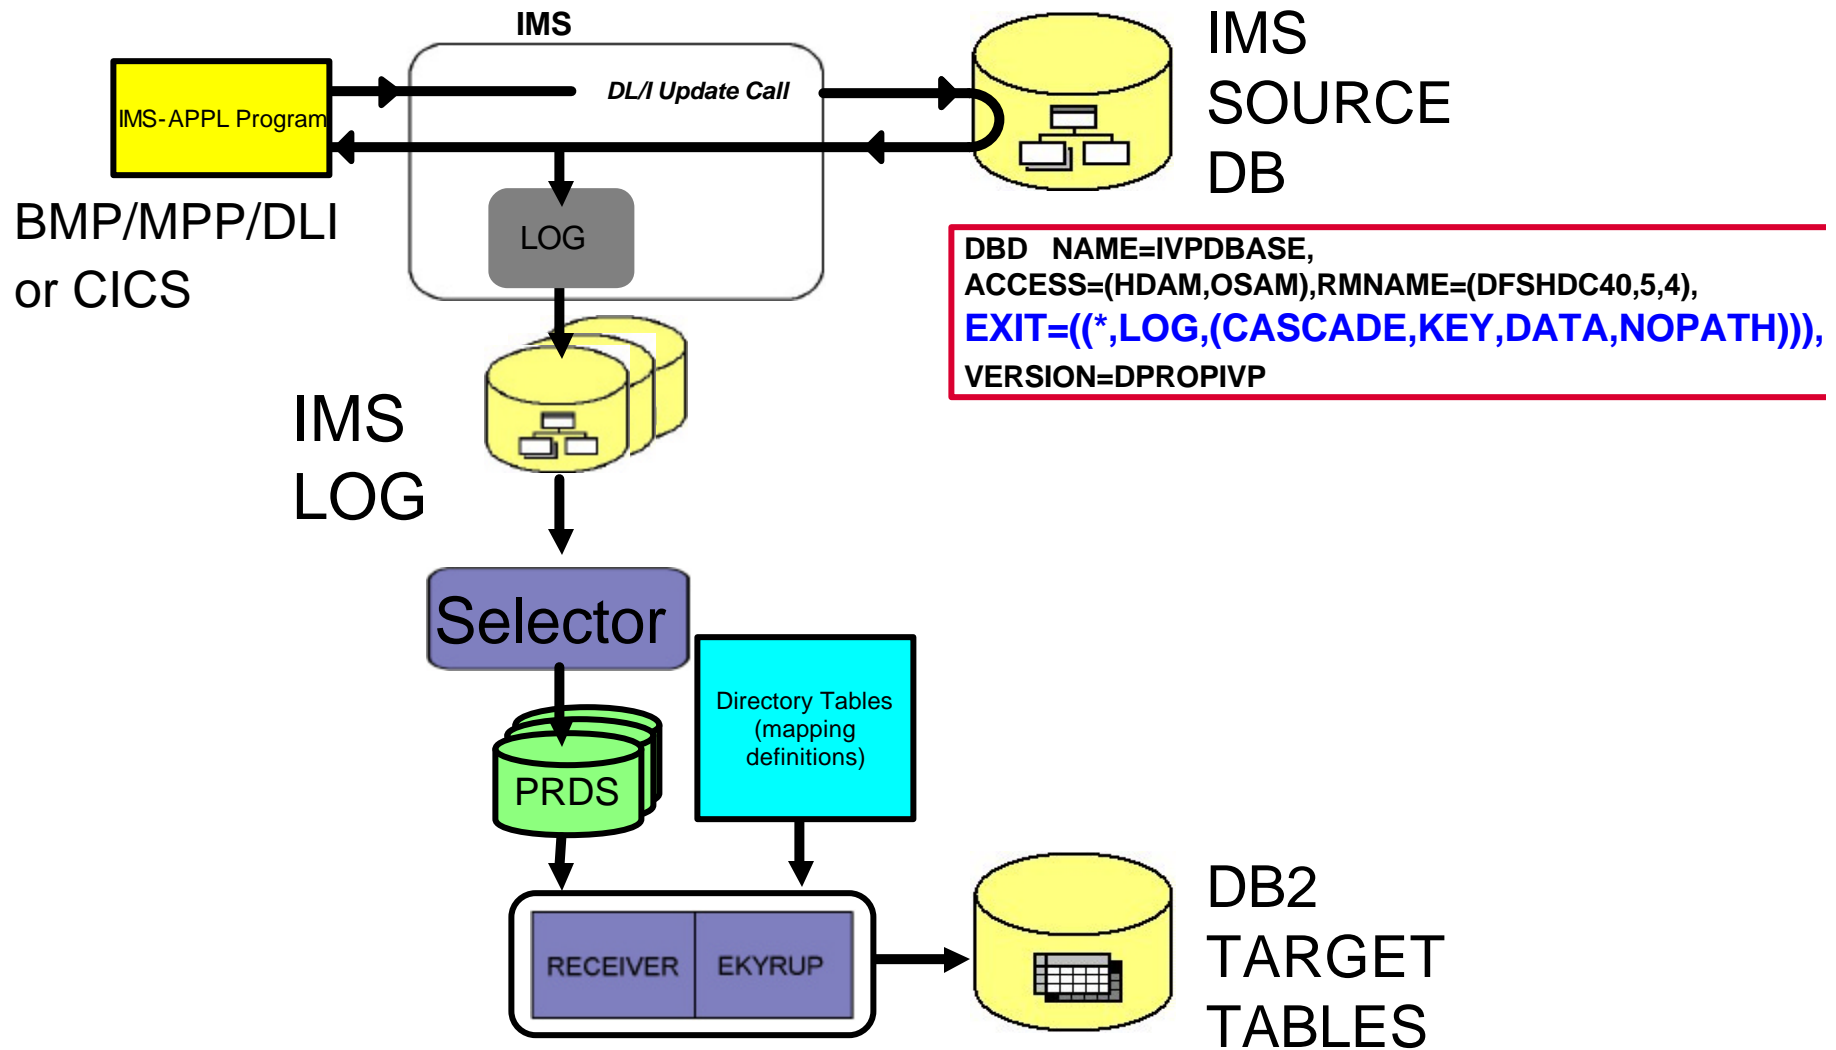 IMS
IMS
SOURCE
DB
IMS-APPL Program
DL/I Update Call
BMP/MPP/DLI
or CICS
LOG
DBD NAME=IVPDBASE,
ACCESS=(HDAM,OSAM),RMNAME=(DFSHDC40,5,4),
EXIT=((*,LOG,(CASCADE,KEY,DATA,NOPATH))),
VERSION=DPROPIVP
IMS
LOG
Selector
Directory Tables
(mapping
definitions)
PRDS
RECEIVER
EKYRUP
DB2
TARGET
TABLES